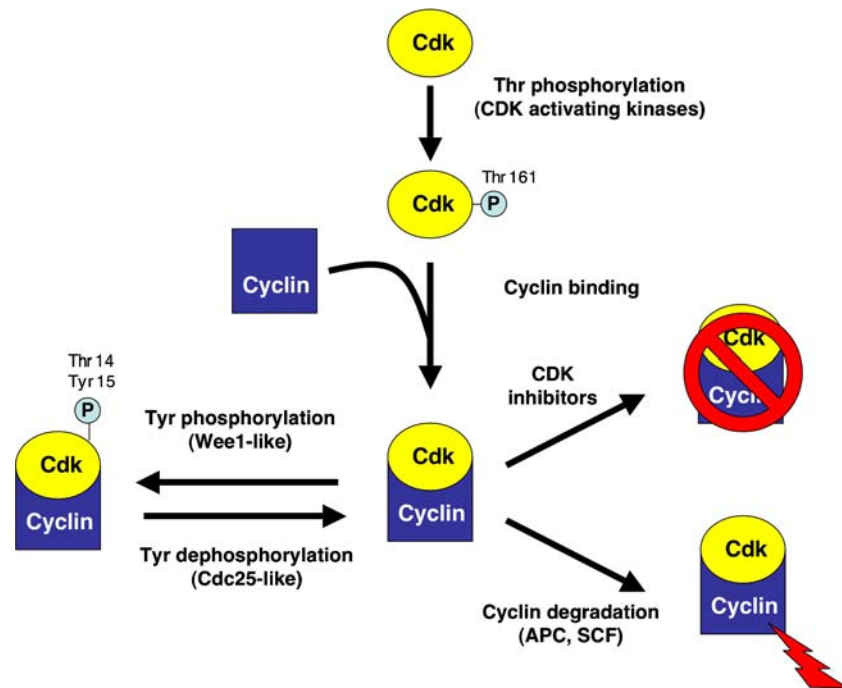 Cdk
Thr phosphorylation
(CDK activating kinases)
Thr 161
Cdk
P
Cyclin
Cyclin binding
Cdk
Cyclin
Thr 14
Tyr 15
P
CDK
inhibitors
Tyr phosphorylation
(Wee1-like)
Cdk
Cyclin
Cdk
Cyclin
Tyr dephosphorylation
(Cdc25-like)
Cdk
Cyclin
Cyclin degradation
(APC, SCF)